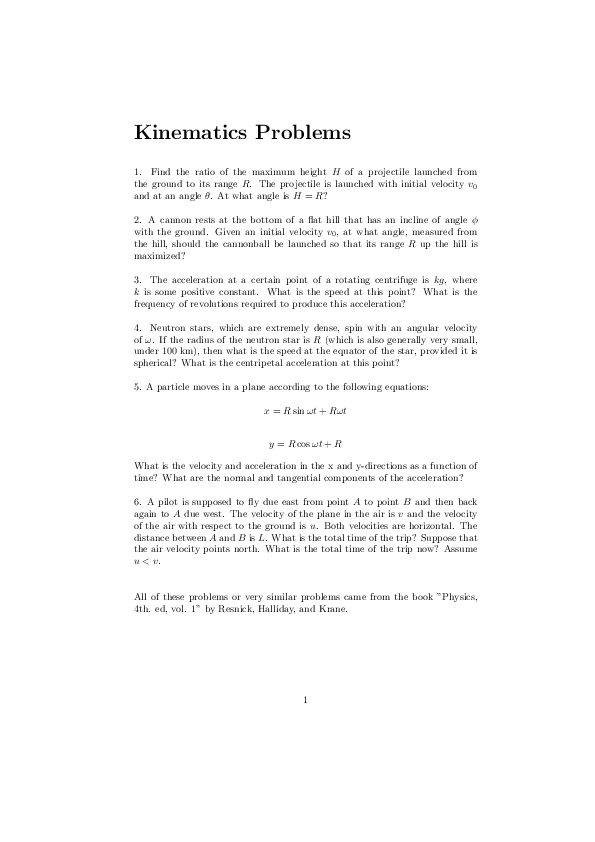 Kinematics Problems
1. Find the ratio of the maximum height H of a projectile launched from
the ground to its range R. The projectile is launched with initial velocity v₀
and at an angle θ. At what angle is H = R?
2. A cannon rests at the bottom of a flat hill that has an incline of angle ϕ
with the ground. Given an initial velocity v₀, at what angle, measured from
the hill, should the cannonball be launched so that its range R up the hill is
maximized?
3. The acceleration at a certain point of a rotating centrifuge is kg, where
k is some positive constant. What is the speed at this point? What is the
frequency of revolutions required to produce this acceleration?
4. Neutron stars, which are extremely dense, spin with an angular velocity
of ω. If the radius of the neutron star is R (which is also generally very small,
under 100 km), then what is the speed at the equator of the star, provided it is
spherical? What is the centripetal acceleration at this point?
5. A particle moves in a plane according to the following equations:
x = R sin ωt + Rωt
y = R cos ωt + R
What is the velocity and acceleration in the x and y-directions as a function of
time? What are the normal and tangential components of the acceleration?
6. A pilot is supposed to fly due east from point A to point B and then back
again to A due west. The velocity of the plane in the air is v and the velocity
of the air with respect to the ground is u. Both velocities are horizontal. The
distance between A and B is L. What is the total time of the trip? Suppose that
the air velocity points north. What is the total time of the trip now? Assume
u < v.
All of these problems or very similar problems came from the book ”Physics,
4th. ed, vol. 1” by Resnick, Halliday, and Krane.
1